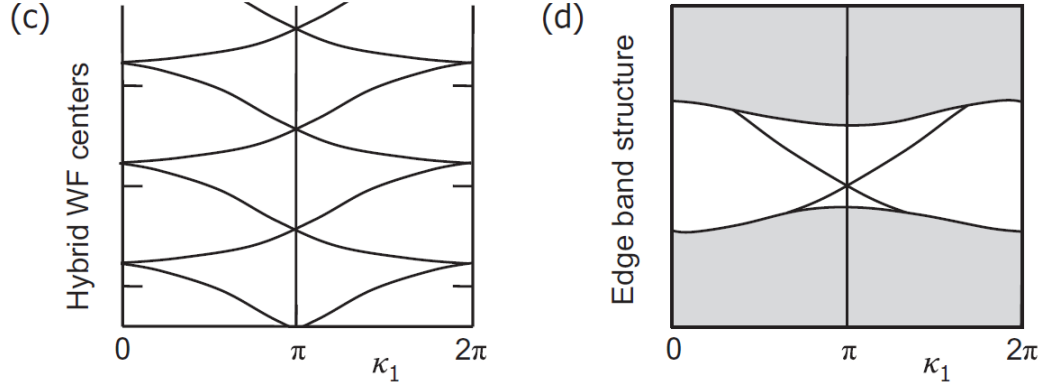 (c)
Hybrid WF centers
0
π
κ₁
2π
(d)
Edge band structure
0
π
κ₁
2π